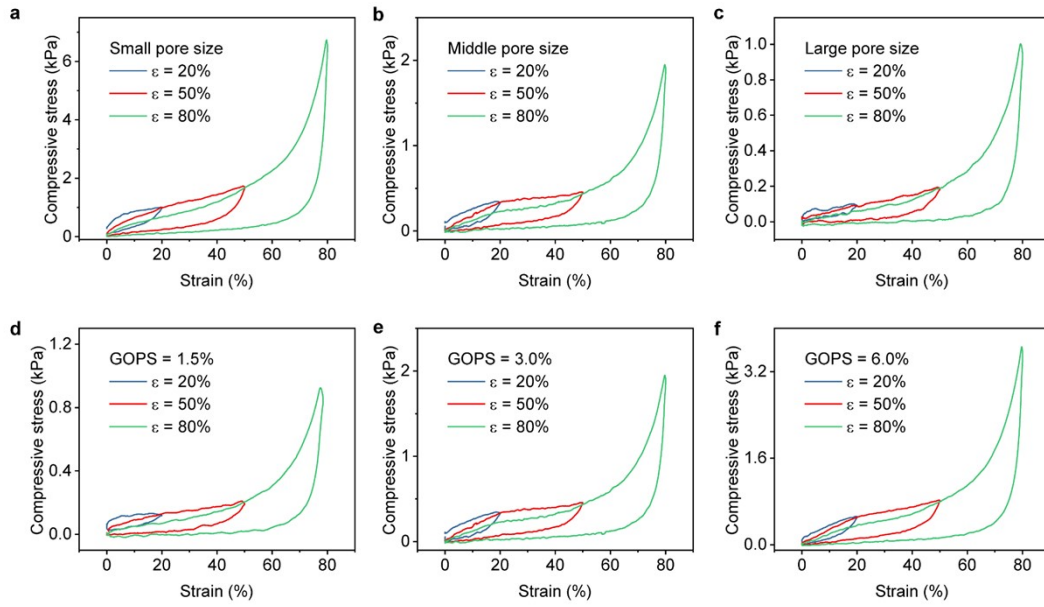 a
Compressive stress (kPa)
6
4
2
0
Small pore size
ε = 20%
ε = 50%
ε = 80%
0 20 40 60 80
Strain (%)
b
Compressive stress (kPa)
2
1
0
Middle pore size
ε = 20%
ε = 50%
ε = 80%
0 20 40 60 80
Strain (%)
c
Compressive stress (kPa)
1.0
0.8
0.6
0.4
0.2
0.0
Large pore size
ε = 20%
ε = 50%
ε = 80%
0 20 40 60 80
Strain (%)
d
Compressive stress (kPa)
1.2
0.8
0.4
0.0
GOPS = 1.5%
ε = 20%
ε = 50%
ε = 80%
0 20 40 60 80
Strain (%)
e
Compressive stress (kPa)
2
1
0
GOPS = 3.0%
ε = 20%
ε = 50%
ε = 80%
0 20 40 60 80
Strain (%)
f
Compressive stress (kPa)
3.2
1.6
0.0
GOPS = 6.0%
ε = 20%
ε = 50%
ε = 80%
0 20 40 60 80
Strain (%)